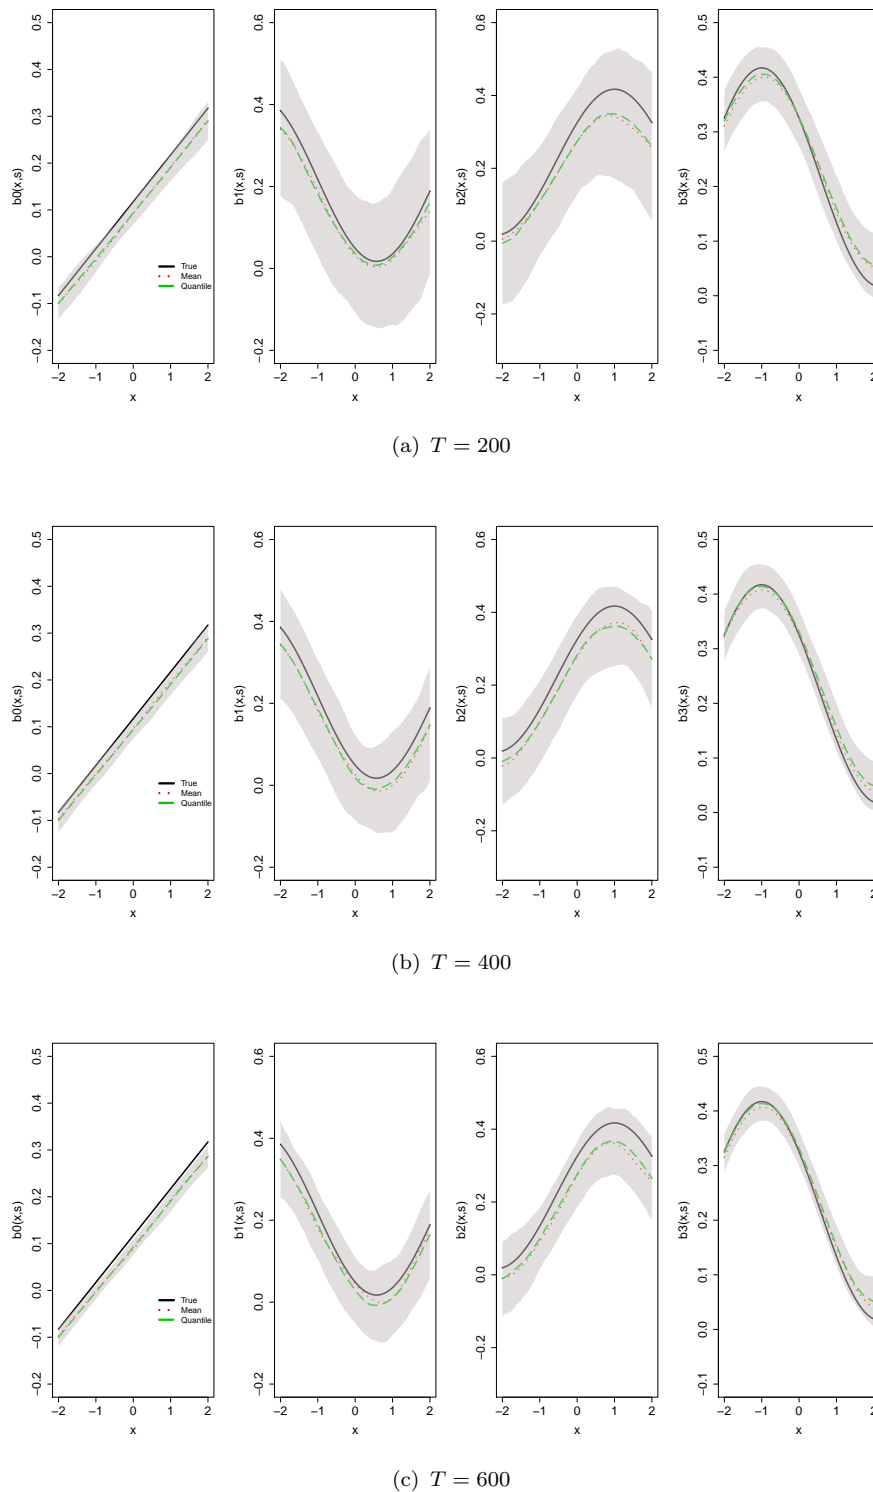 b0(x,s)
0.5
0.4
0.3
0.2
0.1
0.0
−0.1
−0.2
True
Mean
Quantile
−2 −1 0 1 2
x
b1(x,s)
0.6
0.4
0.2
0.0
−0.2
−2 −1 0 1 2
x
b2(x,s)
0.6
0.4
0.2
0.0
−0.2
−2 −1 0 1 2
x
b3(x,s)
0.5
0.4
0.3
0.2
0.1
0.0
−0.1
−2 −1 0 1 2
x
(a) T = 200
b0(x,s)
0.5
0.4
0.3
0.2
0.1
0.0
−0.1
−0.2
True
Mean
Quantile
−2 −1 0 1 2
x
b1(x,s)
0.6
0.4
0.2
0.0
−0.2
−2 −1 0 1 2
x
b2(x,s)
0.6
0.4
0.2
0.0
−0.2
−2 −1 0 1 2
x
b3(x,s)
0.5
0.4
0.3
0.2
0.1
0.0
−0.1
−2 −1 0 1 2
x
(b) T = 400
b0(x,s)
0.5
0.4
0.3
0.2
0.1
0.0
−0.1
−0.2
True
Mean
Quantile
−2 −1 0 1 2
x
b1(x,s)
0.6
0.4
0.2
0.0
−0.2
−2 −1 0 1 2
x
b2(x,s)
0.6
0.4
0.2
0.0
−0.2
−2 −1 0 1 2
x
b3(x,s)
0.5
0.4
0.3
0.2
0.1
0.0
−0.1
−2 −1 0 1 2
x
(c) T = 600